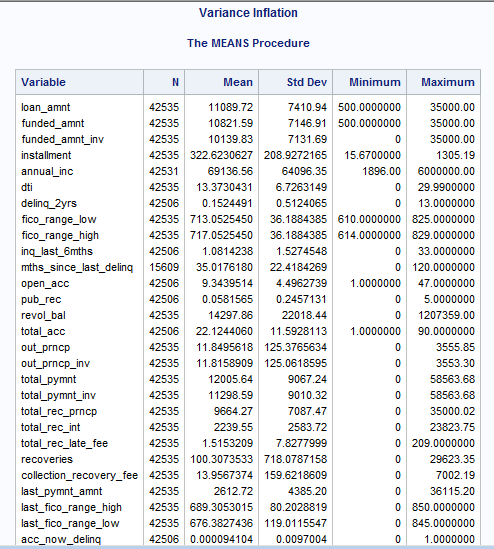 Variance Inflation
The MEANS Procedure
Variable N Mean Std Dev Minimum Maximum
loan_amnt 42535 11089.72 7410.94 500.0000000 35000.00
funded_amnt 42535 10821.59 7146.91 500.0000000 35000.00
funded_amnt_inv 42535 10139.83 7131.69 0 35000.00
installment 42535 322.6230627 208.9272165 15.6700000 1305.19
annual_inc 42531 69136.56 64096.35 1896.00 6000000.00
dti 42535 13.3730431 6.7263149 0 29.9900000
delinq_2yrs 42506 0.1524491 0.5124065 0 13.0000000
fico_range_low 42535 713.0525450 36.1884385 610.0000000 825.0000000
fico_range_high 42535 717.0525450 36.1884385 614.0000000 829.0000000
inq_last_6mths 42506 1.0814238 1.5274548 0 33.0000000
mths_since_last_delinq 15609 35.0176180 22.4184269 0 120.0000000
open_acc 42506 9.3439514 4.4962739 1.0000000 47.0000000
pub_rec 42506 0.0581565 0.2457131 0 5.0000000
revol_bal 42535 14297.86 22018.44 0 1207359.00
total_acc 42506 22.1244060 11.5928113 1.0000000 90.0000000
out_prncp 42535 11.8495618 125.3765634 0 3555.85
out_prncp_inv 42535 11.8158909 125.0618595 0 3553.30
total_pymnt 42535 12005.64 9067.24 0 58563.68
total_pymnt_inv 42535 11298.59 9010.32 0 58563.68
total_rec_prncp 42535 9664.27 7087.47 0 35000.02
total_rec_int 42535 2239.55 2583.72 0 23823.75
total_rec_late_fee 42535 1.5153209 7.8277999 0 209.0000000
recoveries 42535 100.3073533 718.0787158 0 29623.35
collection_recovery_fee 42535 13.9567374 159.6218609 0 7002.19
last_pymnt_amnt 42535 2612.72 4385.20 0 36115.20
last_fico_range_high 42535 689.3053015 80.2028819 0 850.0000000
last_fico_range_low 42535 676.3827436 119.0115547 0 845.0000000
acc_now_delinq 42506 0.000094104 0.0097004 0 1.0000000